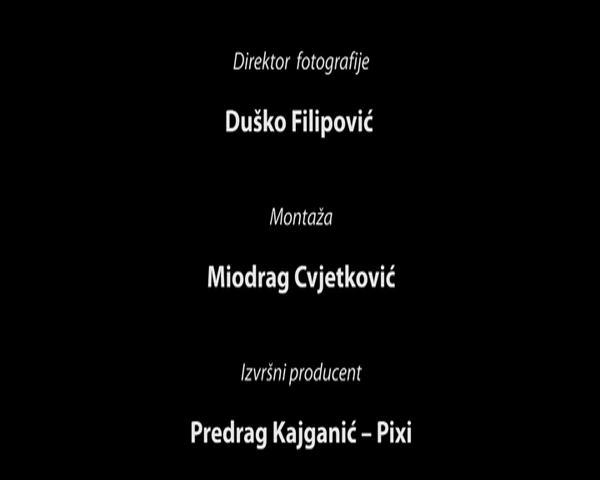 Direktor fotografije
Duško Filipović
Montaža
Miodrag Cvjetković
Izvršni producent
Predrag Kajganić – Pixi